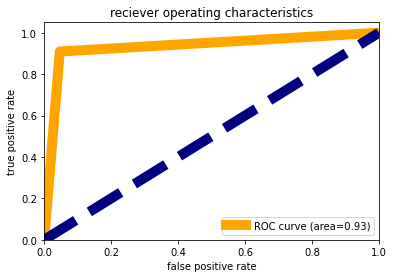 reciever operating characteristics
1.0
0.8
0.6
0.4
0.2
0.0
true positive rate
ROC curve (area=0.93)
0.0 0.2 0.4 0.6 0.8 1.0
false positive rate